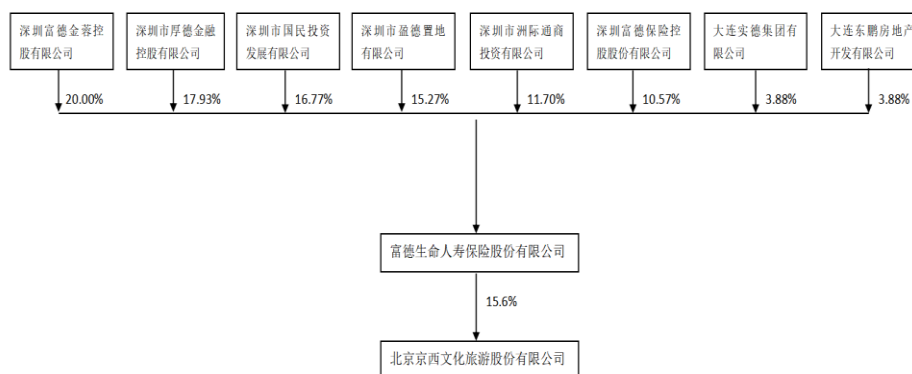 深圳富德金蓉控
股有限公司
深圳市厚德金融
控股有限公司
深圳市国民投资
发展有限公司
深圳市盈德置地
有限公司
深圳市洲际通商
投资有限公司
深圳富德保险控
股股份有限公司
大连实德集团有
限公司
大连东鹏房地产
开发有限公司
20.00%
17.93%
16.77%
15.27%
11.70%
10.57%
3.88%
3.88%
富德生命人寿保险股份有限公司
15.6%
北京京西文化旅游股份有限公司